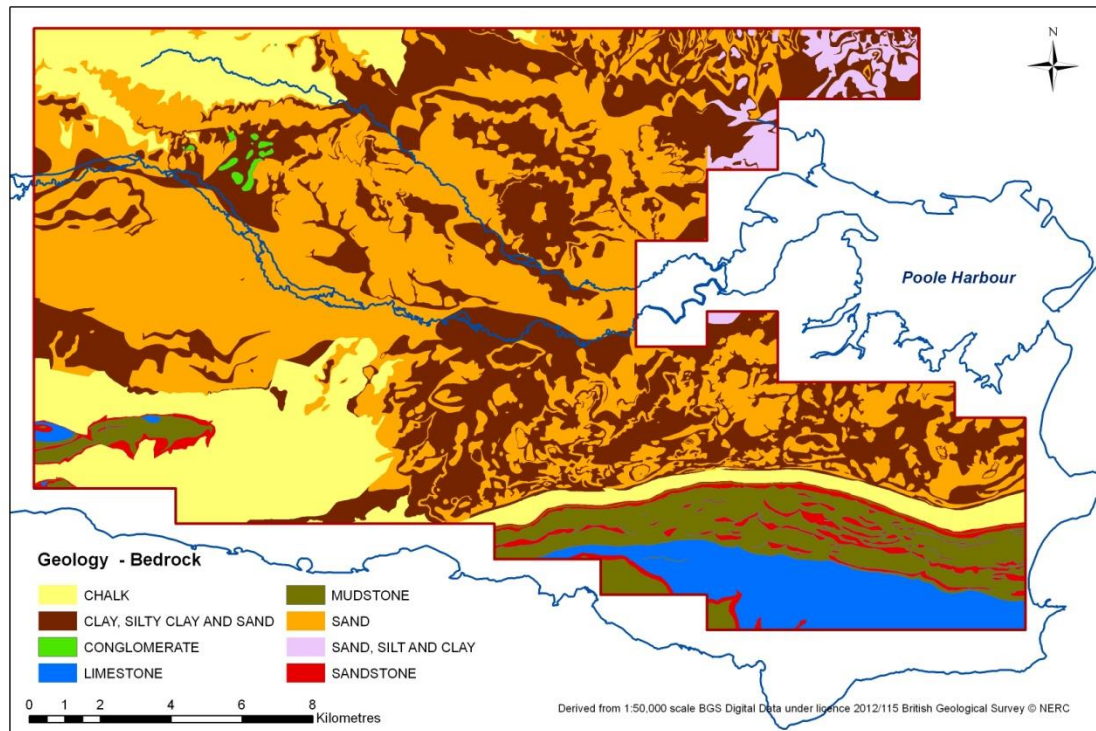 N
Poole Harbour
Geology - Bedrock
CHALK
CLAY, SILTY CLAY AND SAND
CONGLOMERATE
LIMESTONE
MUDSTONE
SAND
SAND, SILT AND CLAY
SANDSTONE
0 1 2 4 6 8
Kilometres
Derived from 1:50,000 scale BGS Digital Data under licence 2012/115 British Geological Survey © NERC